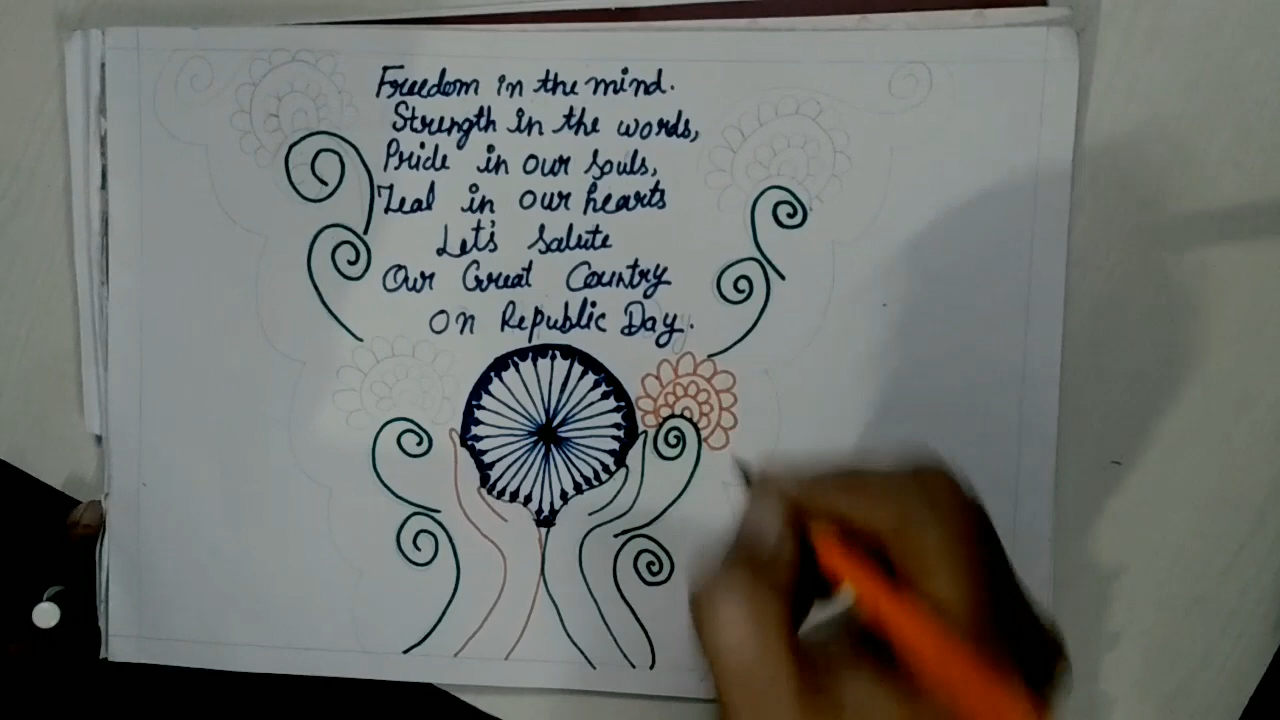 Freedom in the mind.
Strength in the words,
Pride in our souls,
Zeal in our hearts
Let's Salute
Our Great Country
On Republic Day.